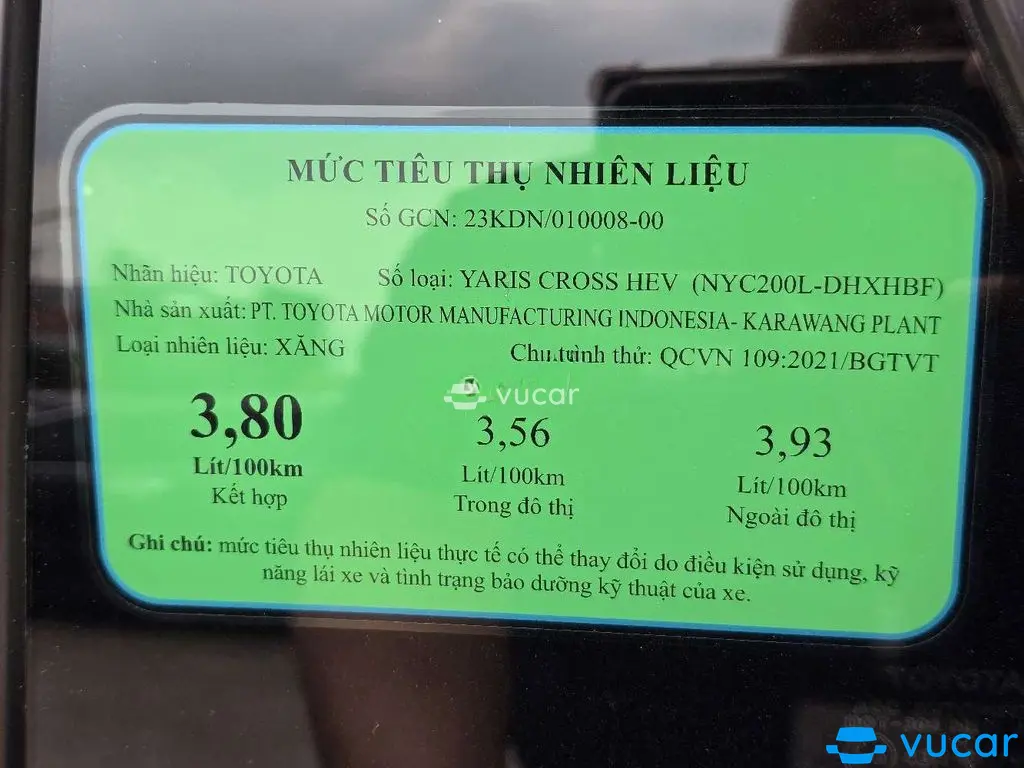 MỨC TIÊU THỤ NHIÊN LIỆU
Số GCN: 23KDN/010008-00
Nhãn hiệu: TOYOTA Số loại: YARIS CROSS HEV (NYC200L-DHXHBF)
Nhà sản xuất: PT. TOYOTA MOTOR MANUFACTURING INDONESIA- KARAWANG PLANT
Loại nhiên liệu: XĂNG Chu trình thử: QCVN 109:2021/BGTVT
vucar
3,80 3,56 3,93
Lít/100km Lít/100km Lít/100km
Kết hợp Trong đô thị Ngoài đô thị
Ghi chú: mức tiêu thụ nhiên liệu thực tế có thể thay đổi do điều kiện sử dụng, kỹ
năng lái xe và tình trạng bảo dưỡng kỹ thuật của xe.
TOYOTA
vucar